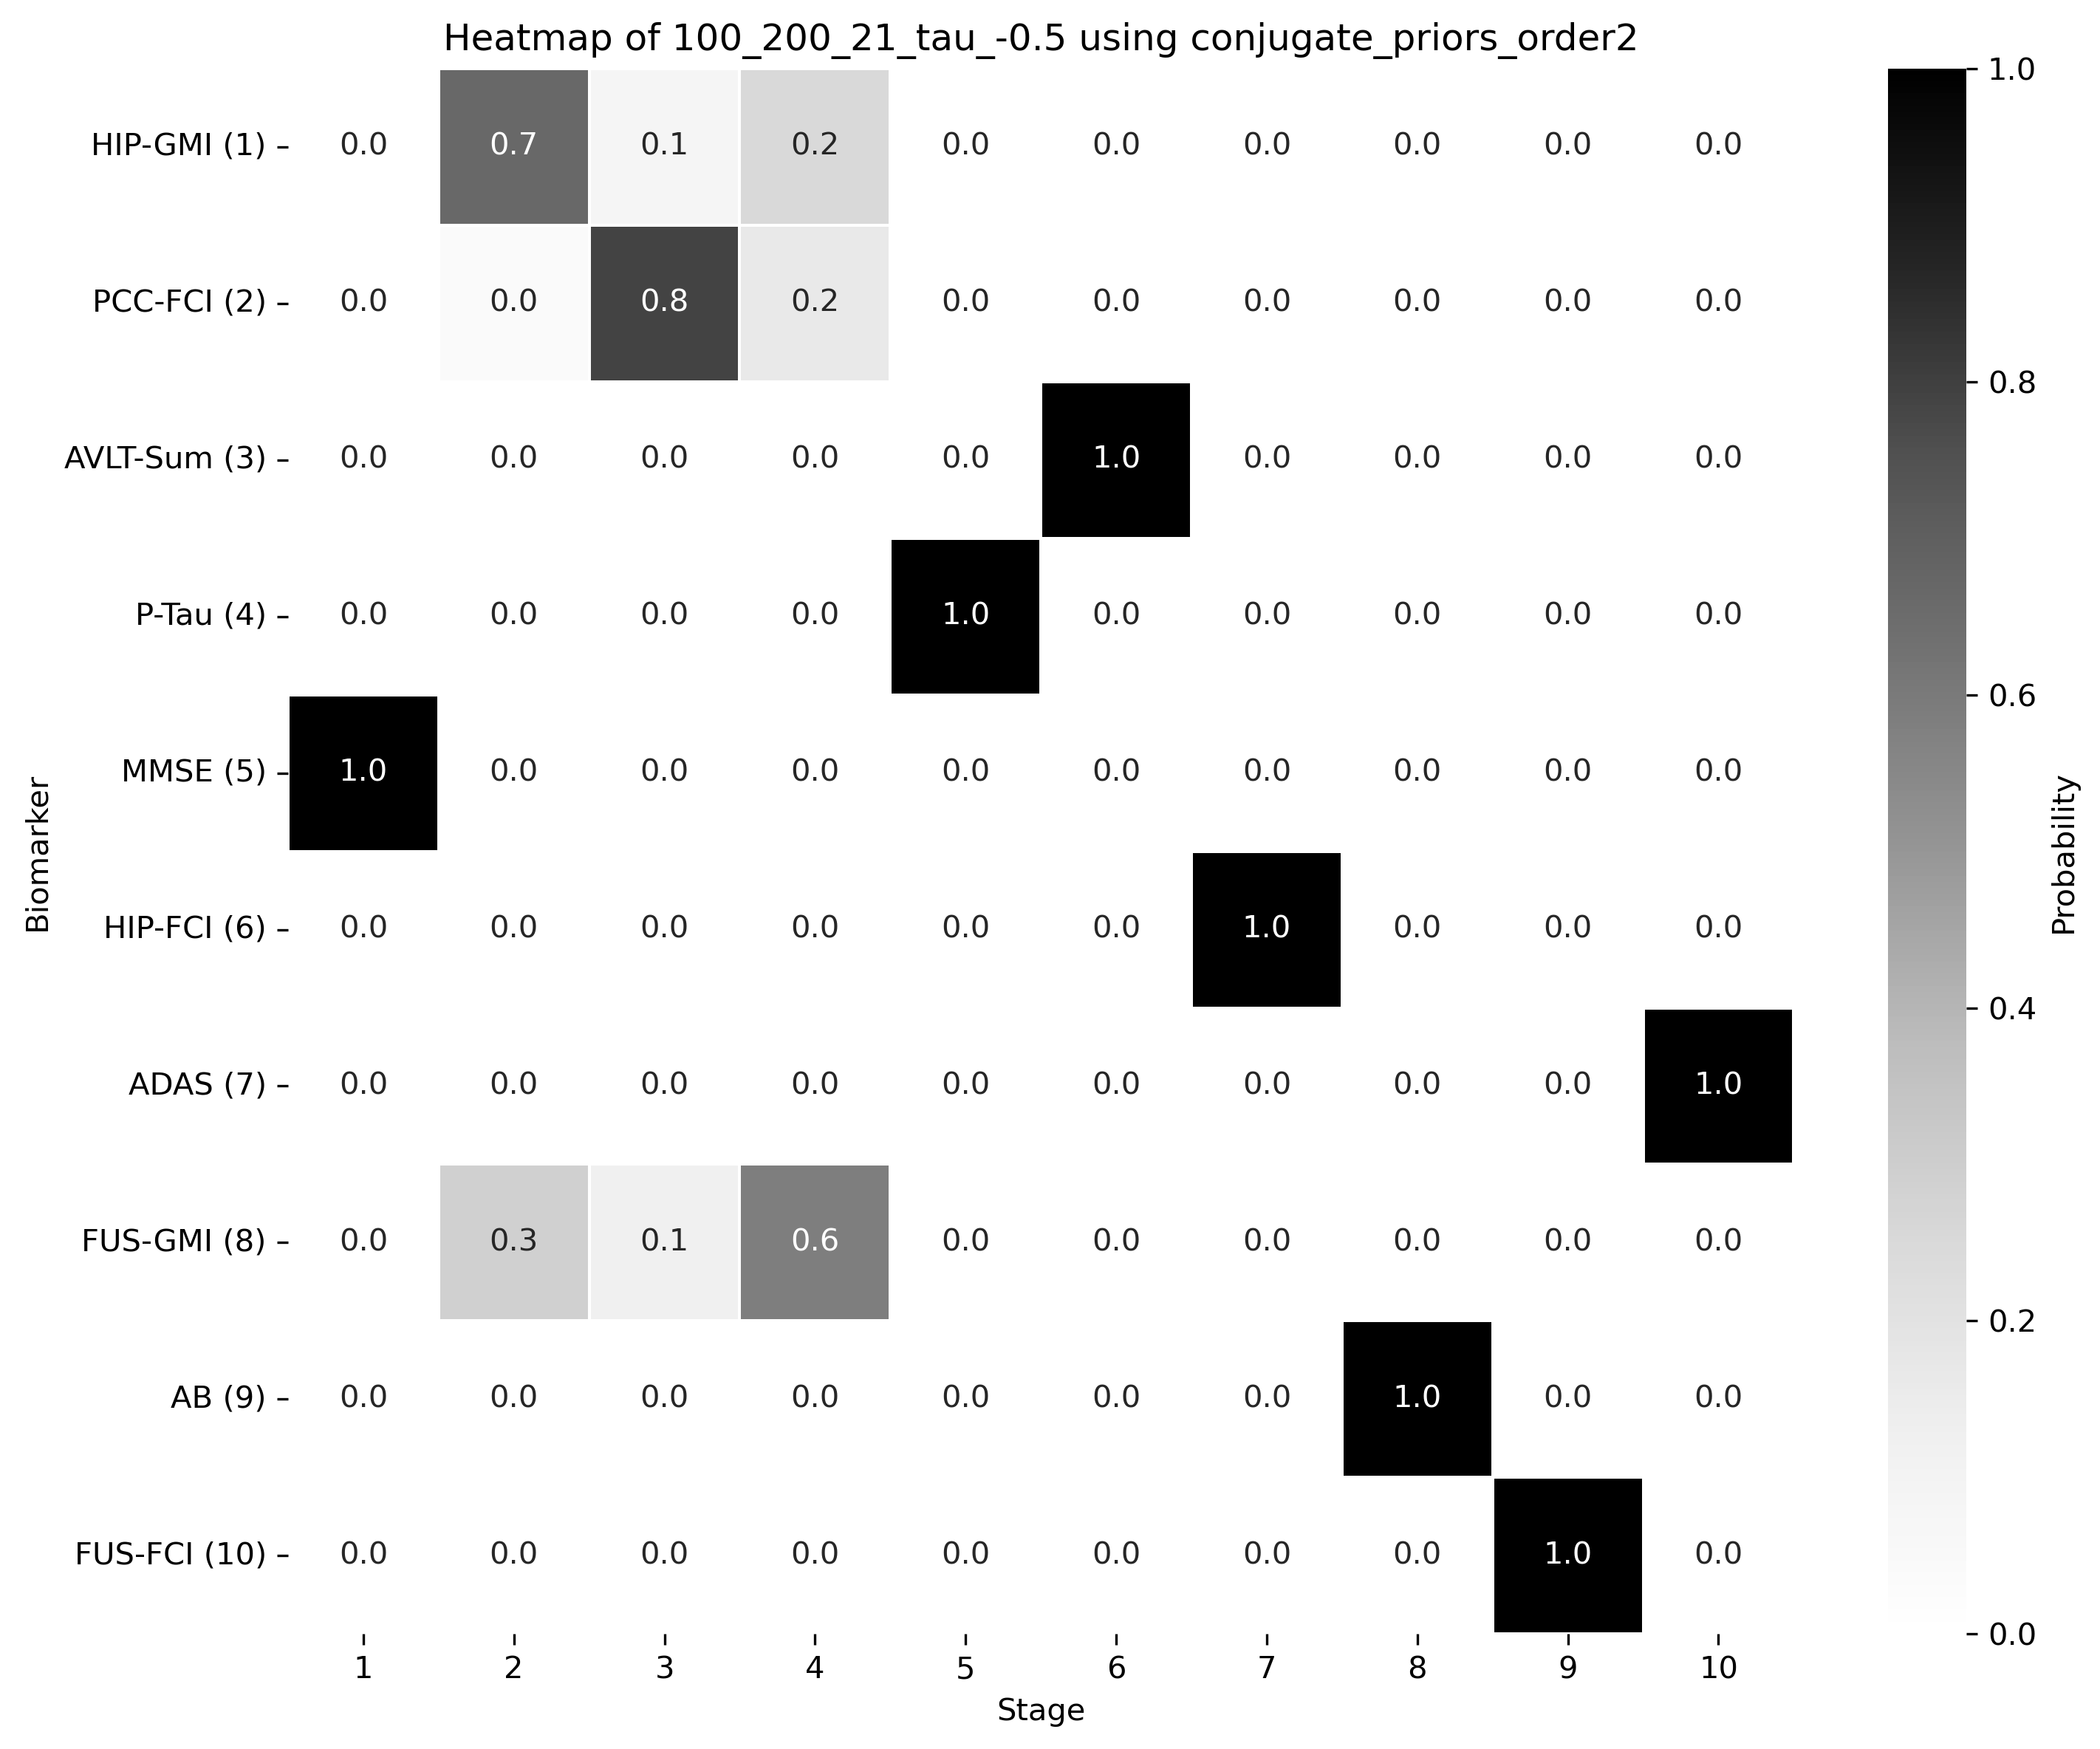 Heatmap of 100_200_21_tau_-0.5 using conjugate_priors_order2
HIP-GMI (1) 0.0 0.7 0.1 0.2 0.0 0.0 0.0 0.0 0.0 0.0
PCC-FCI (2) 0.0 0.0 0.8 0.2 0.0 0.0 0.0 0.0 0.0 0.0
AVLT-Sum (3) 0.0 0.0 0.0 0.0 0.0 1.0 0.0 0.0 0.0 0.0
P-Tau (4) 0.0 0.0 0.0 0.0 1.0 0.0 0.0 0.0 0.0 0.0
MMSE (5) 1.0 0.0 0.0 0.0 0.0 0.0 0.0 0.0 0.0 0.0
HIP-FCI (6) 0.0 0.0 0.0 0.0 0.0 0.0 1.0 0.0 0.0 0.0
ADAS (7) 0.0 0.0 0.0 0.0 0.0 0.0 0.0 0.0 0.0 1.0
FUS-GMI (8) 0.0 0.3 0.1 0.6 0.0 0.0 0.0 0.0 0.0 0.0
AB (9) 0.0 0.0 0.0 0.0 0.0 0.0 0.0 1.0 0.0 0.0
FUS-FCI (10) 0.0 0.0 0.0 0.0 0.0 0.0 0.0 0.0 1.0 0.0
1 2 3 4 5 6 7 8 9 10
Stage
Biomarker
1.0
0.8
0.6
0.4
0.2
0.0
Probability